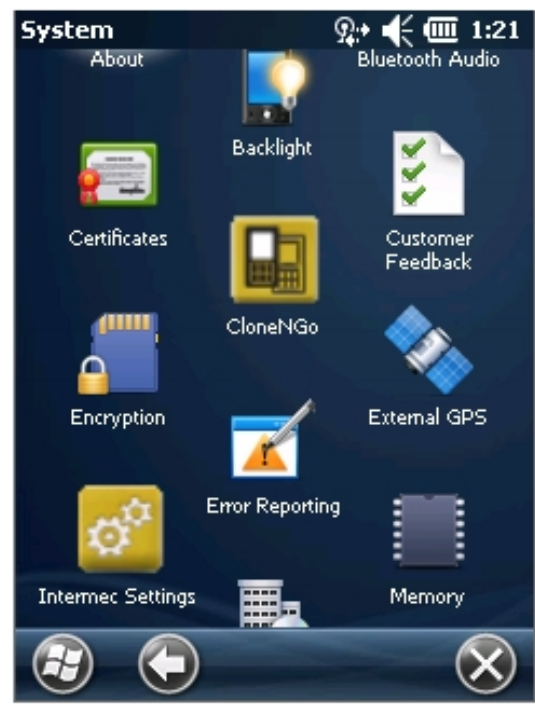 System 1:21
About
Bluetooth Audio
Backlight
Certificates
Customer
Feedback
CloneNGo
Encryption
External GPS
Error Reporting
Intermec Settings
Memory